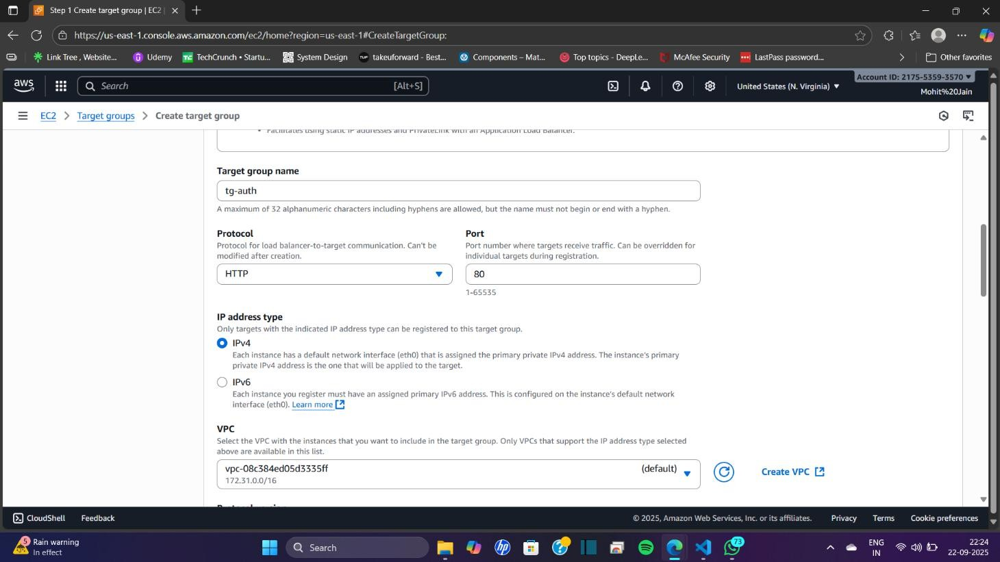 Step 1 Create target group | EC2 |
https://us-east-1.console.aws.amazon.com/ec2/home?region=us-east-1#CreateTargetGroup:
Link Tree , Website...
Udemy
TechCrunch • Startu...
System Design
takeuforward - Best...
Components – Mat...
Top topics - DeepLe...
McAfee Security
LastPass password...
Other favorites
aws
Search
[Alt+S]
United States (N. Virginia)
Account ID: 2175-5359-3570
Mohit%20Jain
EC2
Target groups
Create target group
Facilitates using static IP addresses and PrivateLink with an Application Load Balancer.
Target group name
tg-auth
A maximum of 32 alphanumeric characters including hyphens are allowed, but the name must not begin or end with a hyphen.
Protocol
Protocol for load balancer-to-target communication. Can't be
modified after creation.
HTTP
Port
Port number where targets receive traffic. Can be overridden for
individual targets during registration.
80
1-65535
IP address type
Only targets with the indicated IP address type can be registered to this target group.
IPv4
Each instance has a default network interface (eth0) that is assigned the primary private IPv4 address. The instance's primary
private IPv4 address is the one that will be applied to the target.
IPv6
Each instance you register must have an assigned primary IPv6 address. This is configured on the instance's default network
interface (eth0). Learn more
VPC
Select the VPC with the instances that you want to include in the target group. Only VPCs that support the IP address type selected
above are available in this list.
vpc-08c384ed05d3335ff
(default)
172.31.0.0/16
Create VPC
CloudShell
Feedback
© 2025, Amazon Web Services, Inc. or its affiliates.
Privacy
Terms
Cookie preferences
5
Rain warning
In effect
Search
hp
73
ENG
IN
22:24
22-09-2025